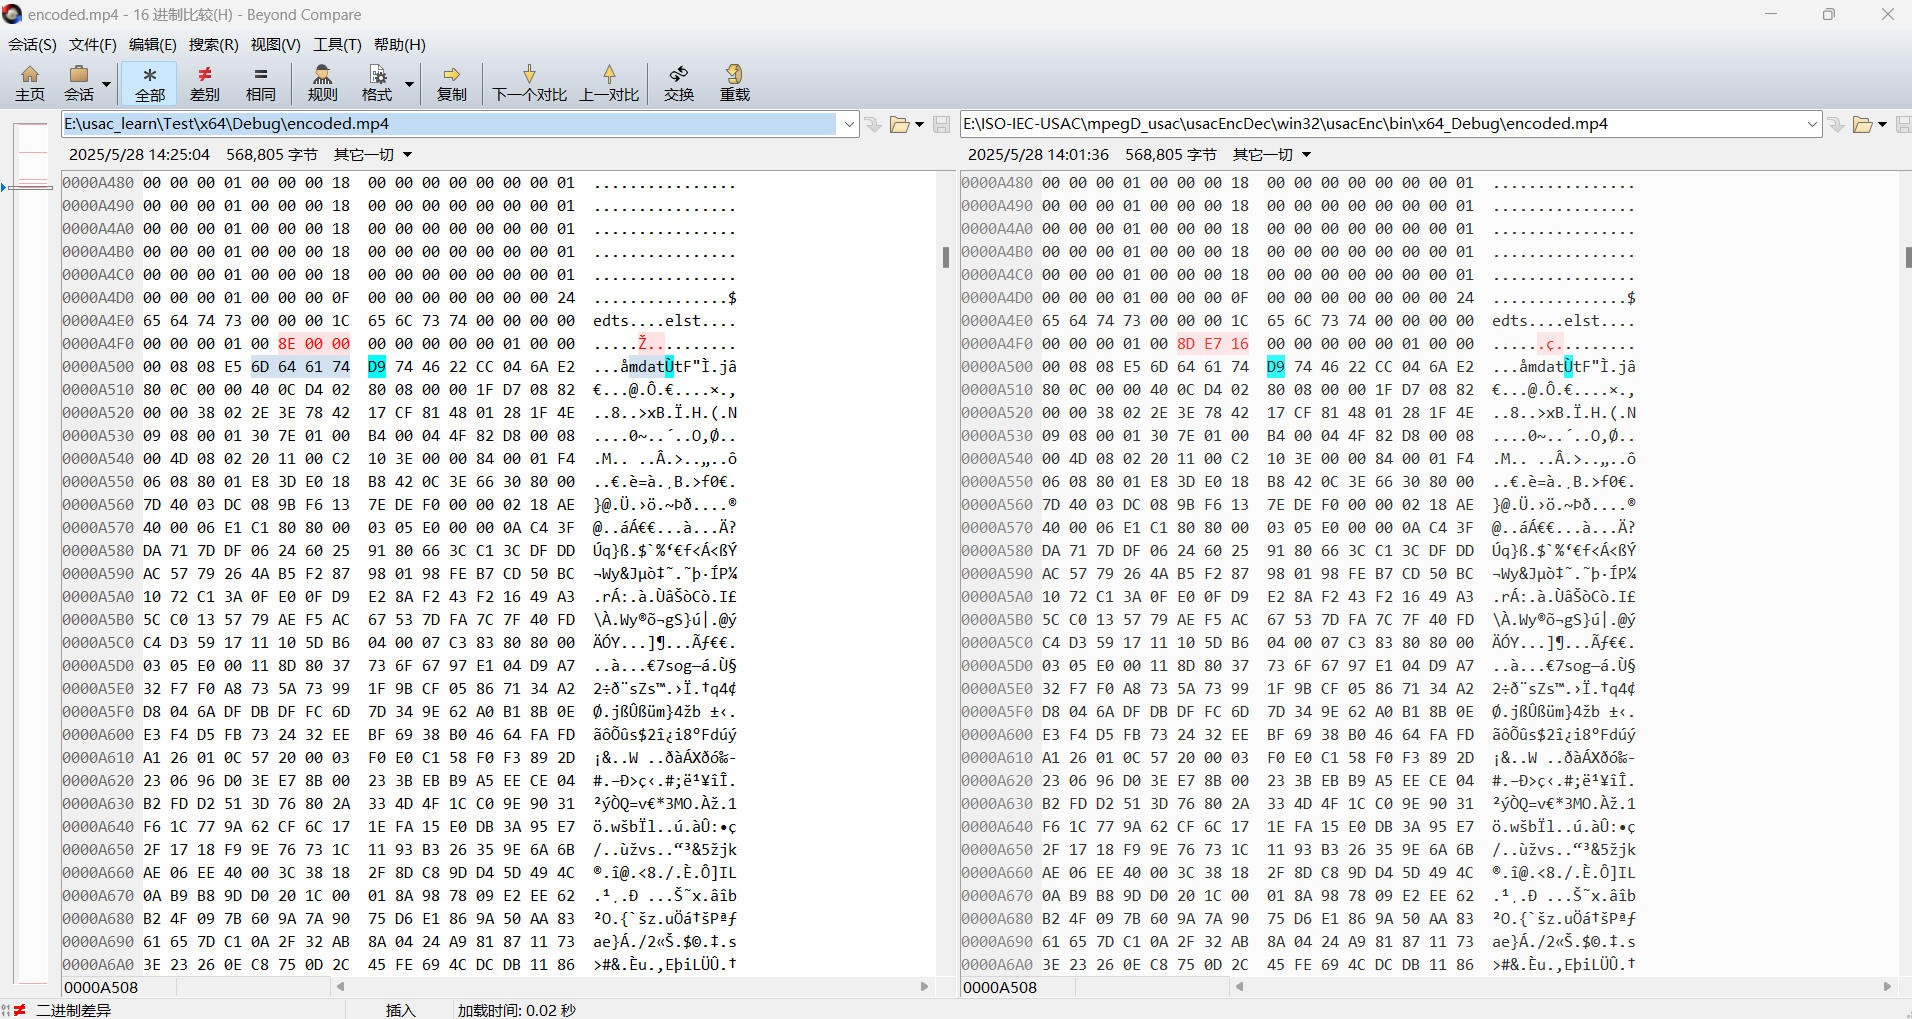 encoded.mp4 - 16 进制比较(H) - Beyond Compare
会话(S) 文件(F) 编辑(E) 搜索(R) 视图(V) 工具(T) 帮助(H)
主页 会话 全部 差别 相同 规则 格式 复制 下一个对比 上一对比 交换 重载
E:\usac_learn\Test\x64\Debug\encoded.mp4
2025/5/28 14:25:04 568,805 字节 其它一切
0000A480 00 00 00 01 00 00 00 18 00 00 00 00 00 00 00 01 ................
0000A490 00 00 00 01 00 00 00 18 00 00 00 00 00 00 00 01 ................
0000A4A0 00 00 00 01 00 00 00 18 00 00 00 00 00 00 00 01 ................
0000A4B0 00 00 00 01 00 00 00 18 00 00 00 00 00 00 00 01 ................
0000A4C0 00 00 00 01 00 00 00 18 00 00 00 00 00 00 00 01 ................
0000A4D0 00 00 00 01 00 00 00 0F 00 00 00 00 00 00 00 24 ...............$
0000A4E0 65 64 74 73 00 00 00 1C 65 6C 73 74 00 00 00 00 edts....elst....
0000A4F0 00 00 00 01 00 8E 00 00 00 00 00 00 00 01 00 00 .....Ž..........
0000A500 00 08 08 E5 6D 64 61 74 D9 74 46 22 CC 04 6A E2 ...åmdatÙtF"Ì.jâ
0000A510 80 0C 00 00 40 0C D4 02 80 08 00 00 1F D7 08 82 €...@.Ô.€....×.‚
0000A520 00 00 38 02 2E 3E 78 42 17 CF 81 48 01 28 1F 4E ..8..>xB.Ï.H.(.N
0000A530 09 08 00 01 30 7E 01 00 B4 00 04 4F 82 D8 00 08 ....0~..´..O‚Ø..
0000A540 00 4D 08 02 20 11 00 C2 10 3E 00 00 84 00 01 F4 .M.. ..Â.>..„..ô
0000A550 06 08 80 01 E8 3D E0 18 B8 42 0C 3E 66 30 80 00 ..€.è=à.¸B.>f0€.
0000A560 7D 40 03 DC 08 9B F6 13 7E DE F0 00 00 02 18 AE }@.Ü.›ö.~Þð....®
0000A570 40 00 06 E1 C1 80 80 00 03 05 E0 00 00 0A C4 3F @..áÁ€€...à...Ä?
0000A580 DA 71 7D DF 06 24 60 25 91 80 66 3C C1 3C DF DD Úq}ß.$`%‘€f<Á<ßÝ
0000A590 AC 57 79 26 4A B5 F2 87 98 01 98 FE B7 CD 50 BC ¬Wy&Jµò‡˜.˜þ·ÍP¼
0000A5A0 10 72 C1 3A 0F E0 0F D9 E2 8A F2 43 F2 16 49 A3 .rÁ:.à.ÙâŠòCò.I£
0000A5B0 5C C0 13 57 79 AE F5 AC 67 53 7D FA 7C 7F 40 FD \À.Wy®õ¬gS}ú|.@ý
0000A5C0 C4 D3 59 17 11 10 5D B6 04 00 07 C3 83 80 80 00 ÄÓY...]¶...Ãƒ€€.
0000A5D0 03 05 E0 00 11 8D 80 37 73 6F 67 97 E1 04 D9 A7 ..à...€7sog—á.Ù§
0000A5E0 32 F7 F0 A8 73 5A 73 99 1F 9B CF 05 86 71 34 A2 2÷ð¨sZs™.›Ï.†q4¢
0000A5F0 D8 04 6A DF DB DF FC 6D 7D 34 9E 62 A0 B1 8B 0E Ø.jßÛßüm}4žb ±‹.
0000A600 E3 F4 D5 FB 73 24 32 EE BF 69 38 B0 46 64 FA FD ãôÕûs$2î¿i8°Fdúý
0000A610 A1 26 01 0C 57 20 00 03 F0 E0 C1 58 F0 F3 89 2D ¡&..W ..ðàÁXðó‰-
0000A620 23 06 96 D0 3E E7 8B 00 23 3B EB B9 A5 EE CE 04 #.–Ð>ç‹.#;ë¹¥îÎ.
0000A630 B2 FD D2 51 3D 76 80 2A 33 4D 4F 1C C0 9E 90 31 ²ýÒQ=v€*3MO.Àž.1
0000A640 F6 1C 77 9A 62 CF 6C 17 1E FA 15 E0 DB 3A 95 E7 ö.wšbÏl..ú.àÛ:•ç
0000A650 2F 17 18 F9 9E 76 73 1C 11 93 B3 26 35 9E 6A 6B /..ùžvs..“³&5žjk
0000A660 AE 06 EE 40 00 3C 38 18 2F 8D C8 9D D4 5D 49 4C ®.î@.<8./.È.Ô]IL
0000A670 0A B9 B8 9D D0 20 1C 00 01 8A 98 78 09 E2 EE 62 .¹¸.Ð ...Š˜x.âîb
0000A680 B2 4F 09 7B 60 9A 7A 90 75 D6 E1 86 9A 50 AA 83 ²O.{`šz.uÖá†šPªƒ
0000A690 61 65 7D C1 0A 2F 32 AB 8A 04 24 A9 81 87 11 73 ae}Á./2«Š.$©.‡.s
0000A6A0 3E 23 26 0E C8 75 0D 2C 45 FE 69 4C DC DB 11 86 >#&.Èu.,EþiLÜÛ.†
0000A508
E:\ISO-IEC-USAC\mpegD_usac\usacEncDec\win32\usacEnc\bin\x64_Debug\encoded.mp4
2025/5/28 14:01:36 568,805 字节 其它一切
0000A480 00 00 00 01 00 00 00 18 00 00 00 00 00 00 00 01 ................
0000A490 00 00 00 01 00 00 00 18 00 00 00 00 00 00 00 01 ................
0000A4A0 00 00 00 01 00 00 00 18 00 00 00 00 00 00 00 01 ................
0000A4B0 00 00 00 01 00 00 00 18 00 00 00 00 00 00 00 01 ................
0000A4C0 00 00 00 01 00 00 00 18 00 00 00 00 00 00 00 01 ................
0000A4D0 00 00 00 01 00 00 00 0F 00 00 00 00 00 00 00 24 ...............$
0000A4E0 65 64 74 73 00 00 00 1C 65 6C 73 74 00 00 00 00 edts....elst....
0000A4F0 00 00 00 01 00 8D E7 16 00 00 00 00 00 01 00 00 ......ç.........
0000A500 00 08 08 E5 6D 64 61 74 D9 74 46 22 CC 04 6A E2 ...åmdatÙtF"Ì.jâ
0000A510 80 0C 00 00 40 0C D4 02 80 08 00 00 1F D7 08 82 €...@.Ô.€....×.‚
0000A520 00 00 38 02 2E 3E 78 42 17 CF 81 48 01 28 1F 4E ..8..>xB.Ï.H.(.N
0000A530 09 08 00 01 30 7E 01 00 B4 00 04 4F 82 D8 00 08 ....0~..´..O‚Ø..
0000A540 00 4D 08 02 20 11 00 C2 10 3E 00 00 84 00 01 F4 .M.. ..Â.>..„..ô
0000A550 06 08 80 01 E8 3D E0 18 B8 42 0C 3E 66 30 80 00 ..€.è=à.¸B.>f0€.
0000A560 7D 40 03 DC 08 9B F6 13 7E DE F0 00 00 02 18 AE }@.Ü.›ö.~Þð....®
0000A570 40 00 06 E1 C1 80 80 00 03 05 E0 00 00 0A C4 3F @..áÁ€€...à...Ä?
0000A580 DA 71 7D DF 06 24 60 25 91 80 66 3C C1 3C DF DD Úq}ß.$`%‘€f<Á<ßÝ
0000A590 AC 57 79 26 4A B5 F2 87 98 01 98 FE B7 CD 50 BC ¬Wy&Jµò‡˜.˜þ·ÍP¼
0000A5A0 10 72 C1 3A 0F E0 0F D9 E2 8A F2 43 F2 16 49 A3 .rÁ:.à.ÙâŠòCò.I£
0000A5B0 5C C0 13 57 79 AE F5 AC 67 53 7D FA 7C 7F 40 FD \À.Wy®õ¬gS}ú|.@ý
0000A5C0 C4 D3 59 17 11 10 5D B6 04 00 07 C3 83 80 80 00 ÄÓY...]¶...Ãƒ€€.
0000A5D0 03 05 E0 00 11 8D 80 37 73 6F 67 97 E1 04 D9 A7 ..à...€7sog—á.Ù§
0000A5E0 32 F7 F0 A8 73 5A 73 99 1F 9B CF 05 86 71 34 A2 2÷ð¨sZs™.›Ï.†q4¢
0000A5F0 D8 04 6A DF DB DF FC 6D 7D 34 9E 62 A0 B1 8B 0E Ø.jßÛßüm}4žb ±‹.
0000A600 E3 F4 D5 FB 73 24 32 EE BF 69 38 B0 46 64 FA FD ãôÕûs$2î¿i8°Fdúý
0000A610 A1 26 01 0C 57 20 00 03 F0 E0 C1 58 F0 F3 89 2D ¡&..W ..ðàÁXðó‰-
0000A620 23 06 96 D0 3E E7 8B 00 23 3B EB B9 A5 EE CE 04 #.–Ð>ç‹.#;ë¹¥îÎ.
0000A630 B2 FD D2 51 3D 76 80 2A 33 4D 4F 1C C0 9E 90 31 ²ýÒQ=v€*3MO.Àž.1
0000A640 F6 1C 77 9A 62 CF 6C 17 1E FA 15 E0 DB 3A 95 E7 ö.wšbÏl..ú.àÛ:•ç
0000A650 2F 17 18 F9 9E 76 73 1C 11 93 B3 26 35 9E 6A 6B /..ùžvs..“³&5žjk
0000A660 AE 06 EE 40 00 3C 38 18 2F 8D C8 9D D4 5D 49 4C ®.î@.<8./.È.Ô]IL
0000A670 0A B9 B8 9D D0 20 1C 00 01 8A 98 78 09 E2 EE 62 .¹¸.Ð ...Š˜x.âîb
0000A680 B2 4F 09 7B 60 9A 7A 90 75 D6 E1 86 9A 50 AA 83 ²O.{`šz.uÖá†šPªƒ
0000A690 61 65 7D C1 0A 2F 32 AB 8A 04 24 A9 81 87 11 73 ae}Á./2«Š.$©.‡.s
0000A6A0 3E 23 26 0E C8 75 0D 2C 45 FE 69 4C DC DB 11 86 >#&.Èu.,EþiLÜÛ.†
0000A508
二进制差异 插入 加载时间: 0.02 秒